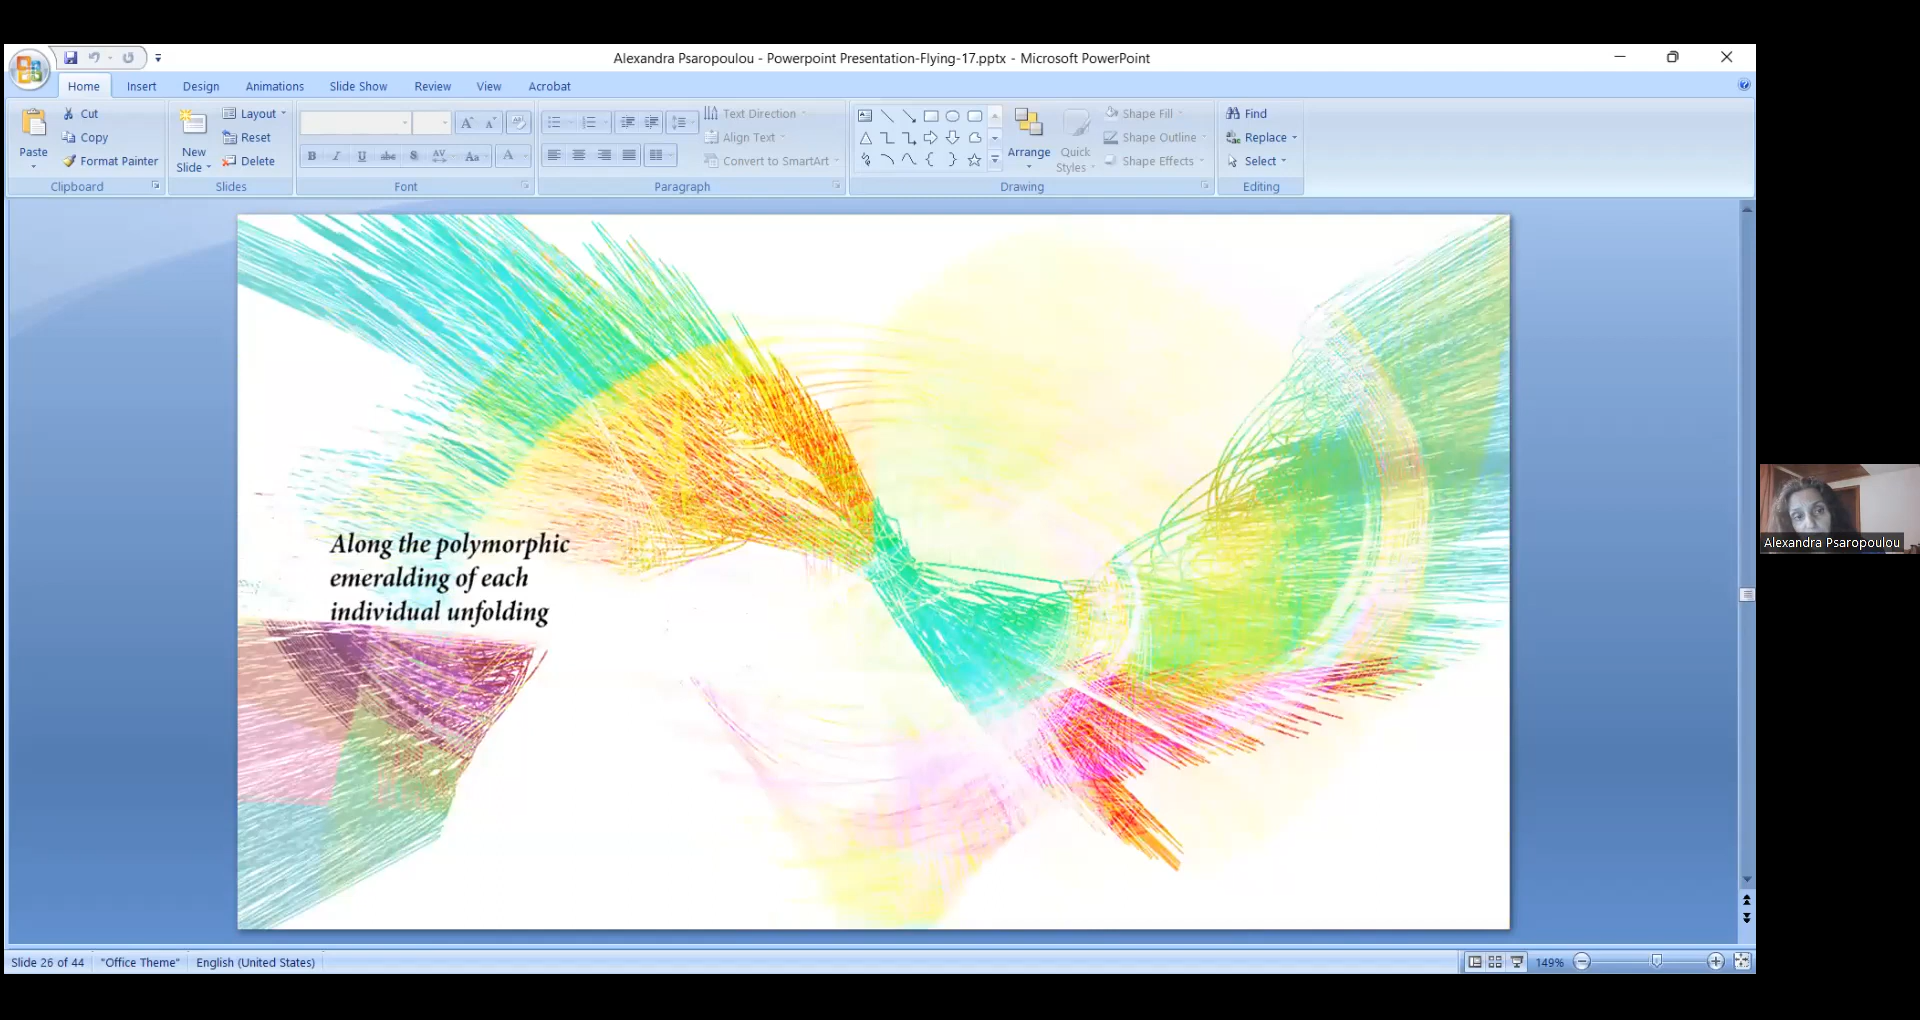 Alexandra Psaropoulou - Powerpoint Presentation-Flying-17.pptx - Microsoft PowerPoint
Home Insert Design Animations Slide Show Review View Acrobat
Paste
Cut
Copy
Format Painter
Clipboard
New
Slide
Layout
Reset
Delete
Slides
B I U abc S AV Aa A
Font
Text Direction
Align Text
Convert to SmartArt
Paragraph
Arrange
Quick
Styles
Shape Fill
Shape Outline
Shape Effects
Drawing
Find
Replace
Select
Editing
Along the polymorphic
emeralding of each
individual unfolding
Alexandra Psaropoulou
Slide 26 of 44 "Office Theme" English (United States) 149%